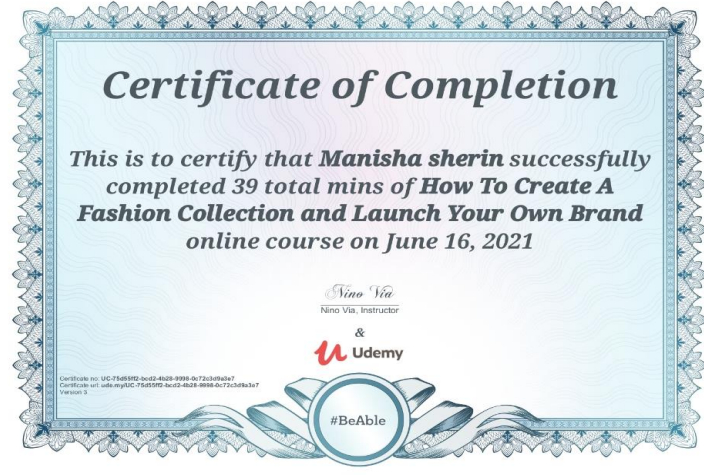 Certificate of Completion
This is to certify that Manisha sherin successfully
completed 39 total mins of How To Create A
Fashion Collection and Launch Your Own Brand
online course on June 16, 2021
Nino Via
Nino Via, Instructor
&
Udemy
Certificate no: UC-75d55ff2-bcd2-4b28-9998-0c72c3d9a3e7
Certificate url: ude.my/UC-75d55ff2-bcd2-4b28-9998-0c72c3d9a3e7
Version 3
#BeAble